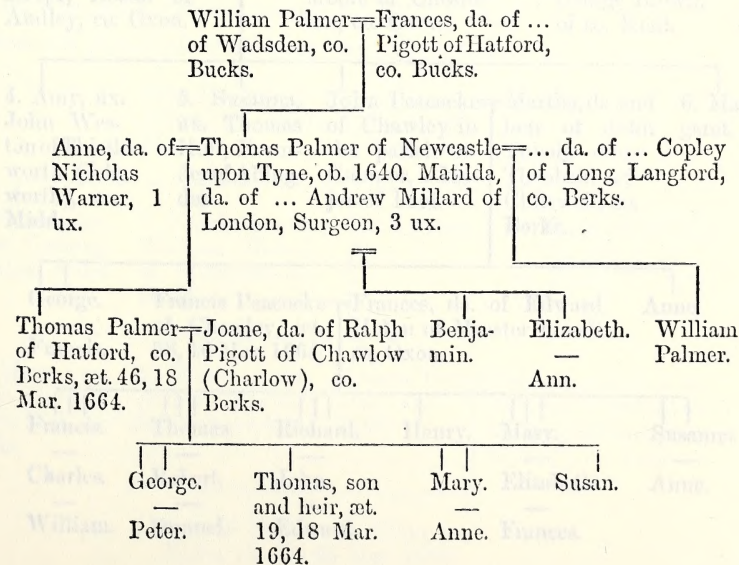 William Palmer=Frances, da. of ...
of Wadsden, co. Pigott of Hatford,
Bucks. co. Bucks.
Anne, da. of=Thomas Palmer of Newcastle=... da. of ... Copley
Nicholas upon Tyne, ob. 1640. Matilda, of Long Langford,
Warner, 1 da. of ... Andrew Millard of co. Berks.
ux. London, Surgeon, 3 ux.
Thomas Palmer=Joane, da. of Ralph Benja- Elizabeth. William
of Hatford, co. Pigott of Chawlow min. — Palmer.
Berks, æt. 46, 18 (Charlow), co. Ann.
Mar. 1664. Berks.
George. Thomas, son Mary. Susan.
— and heir, æt. —
Peter. 19, 18 Mar. Anne.
1664.